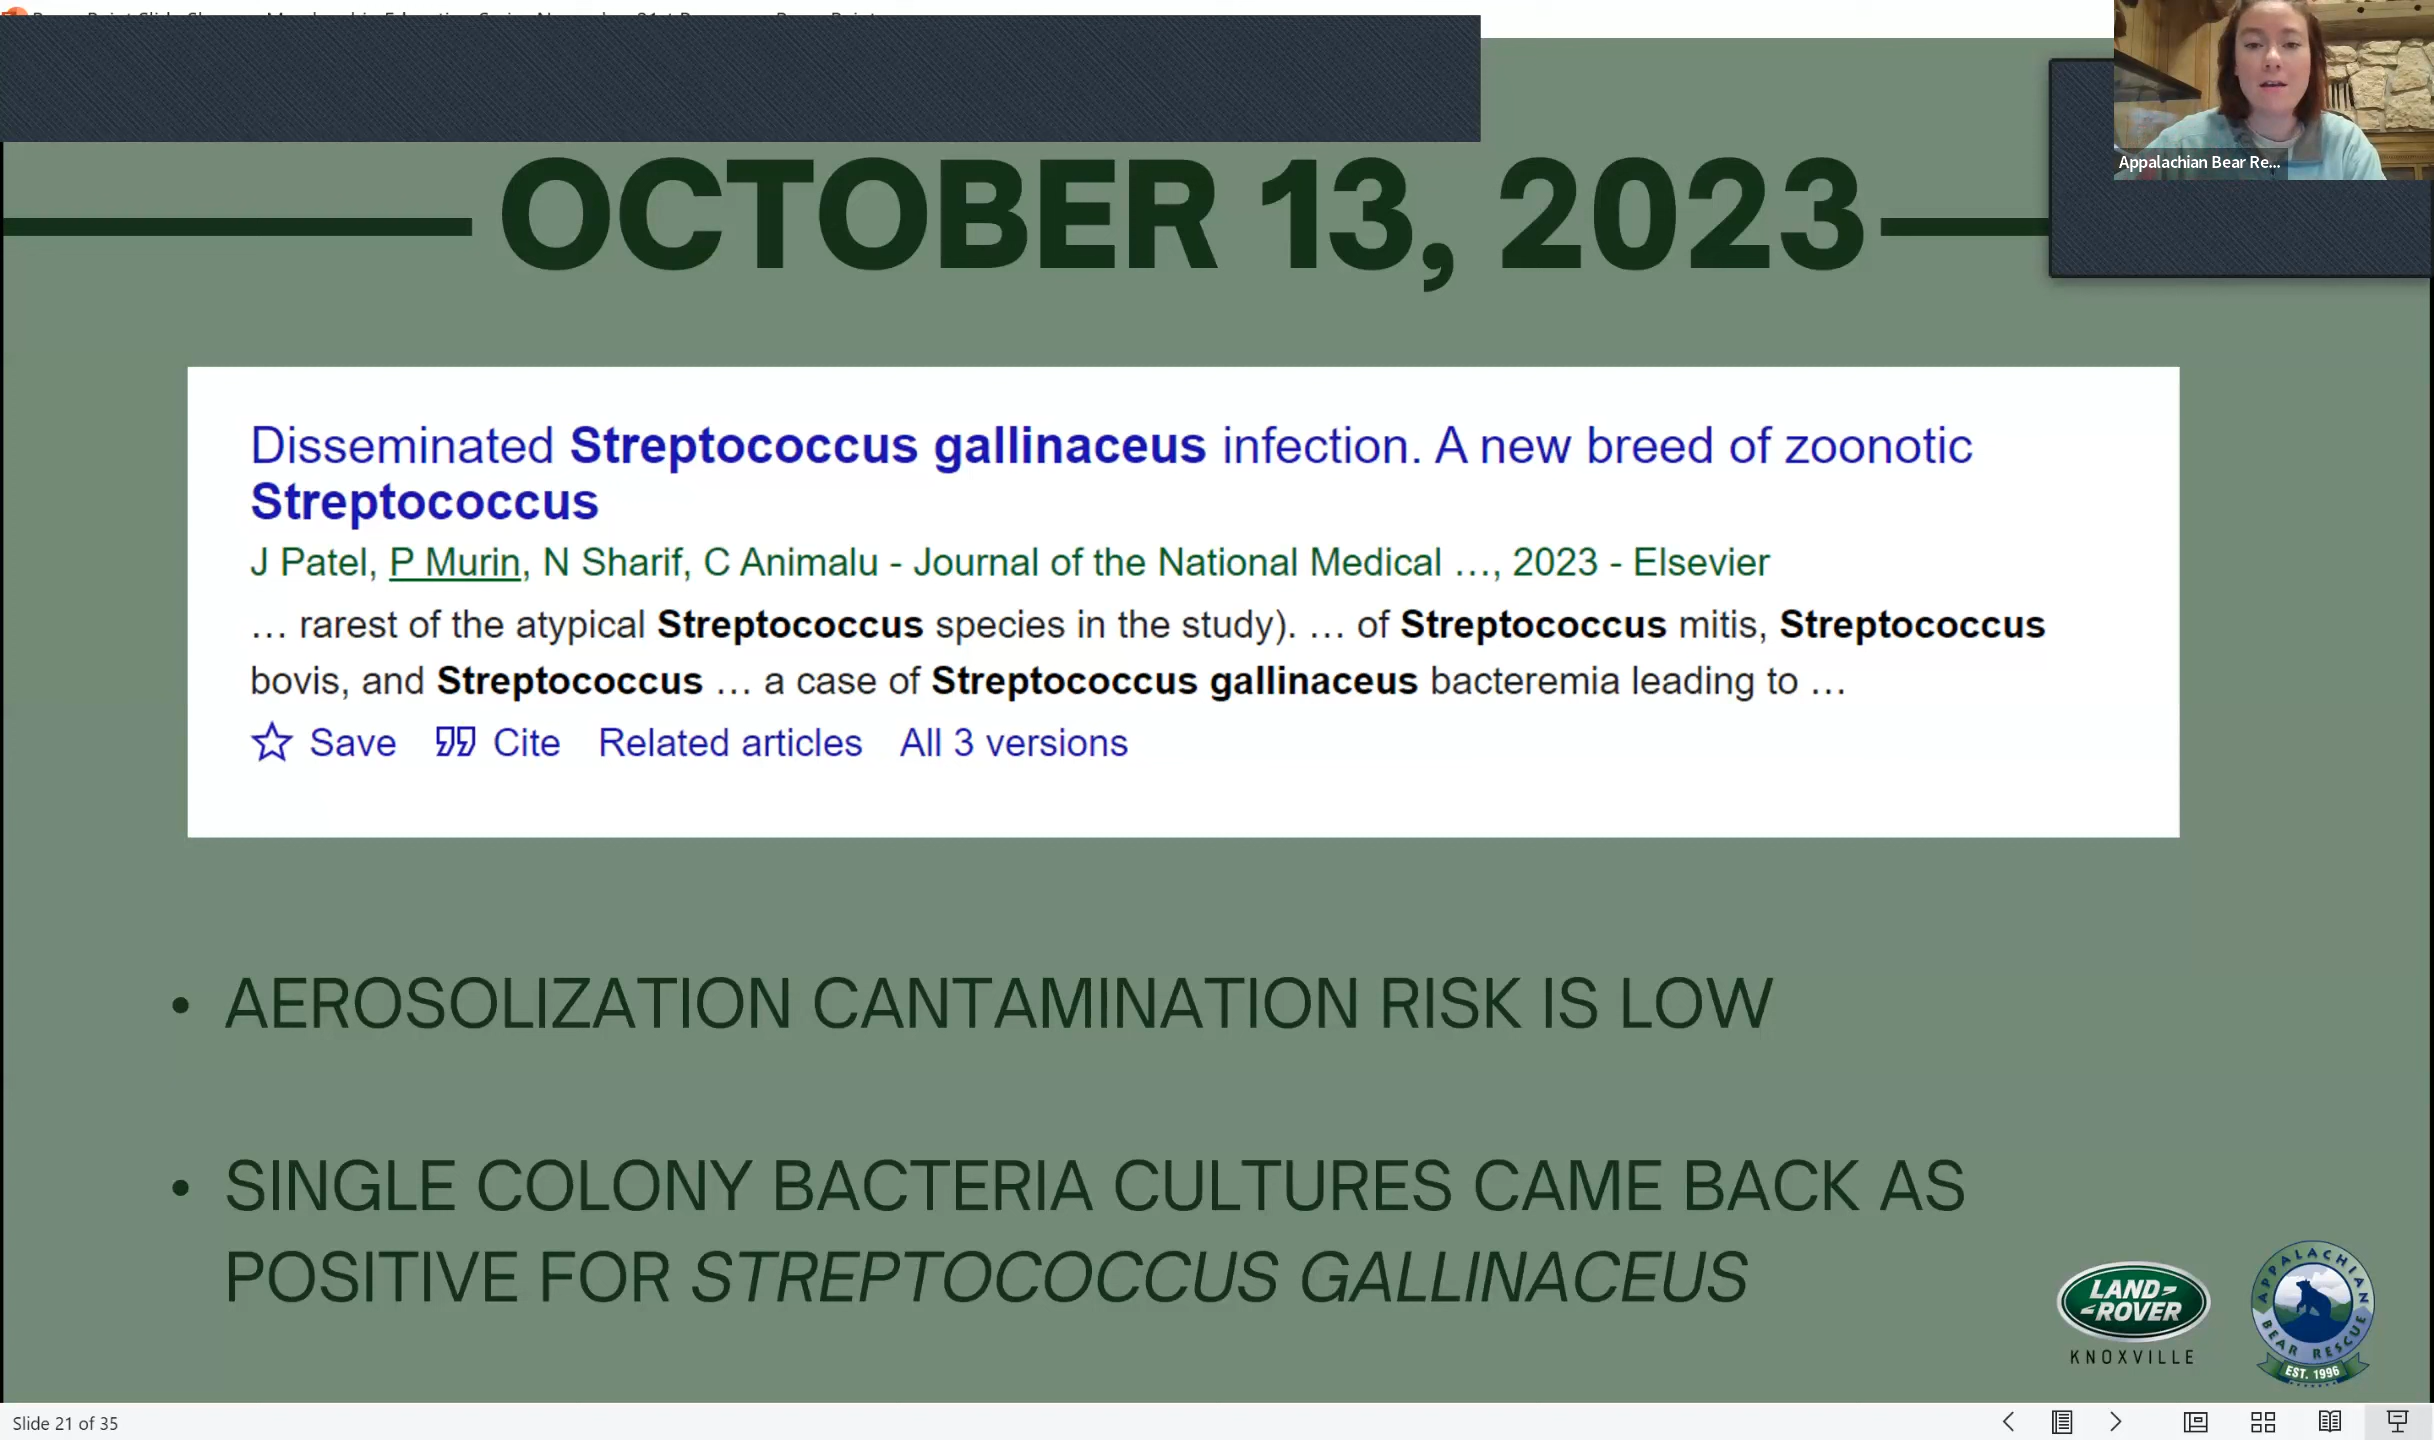 Appalachian Bear Re...
OCTOBER 13, 2023
Disseminated Streptococcus gallinaceus infection. A new breed of zoonotic
Streptococcus
J Patel, P Murin, N Sharif, C Animalu - Journal of the National Medical …, 2023 - Elsevier
… rarest of the atypical Streptococcus species in the study). … of Streptococcus mitis, Streptococcus
bovis, and Streptococcus … a case of Streptococcus gallinaceus bacteremia leading to …
Save Cite Related articles All 3 versions
• AEROSOLIZATION CANTAMINATION RISK IS LOW
• SINGLE COLONY BACTERIA CULTURES CAME BACK AS
POSITIVE FOR STREPTOCOCCUS GALLINACEUS
LAND ROVER
KNOXVILLE
APPALACHIAN
BEAR RESCUE
EST. 1996
Slide 21 of 35